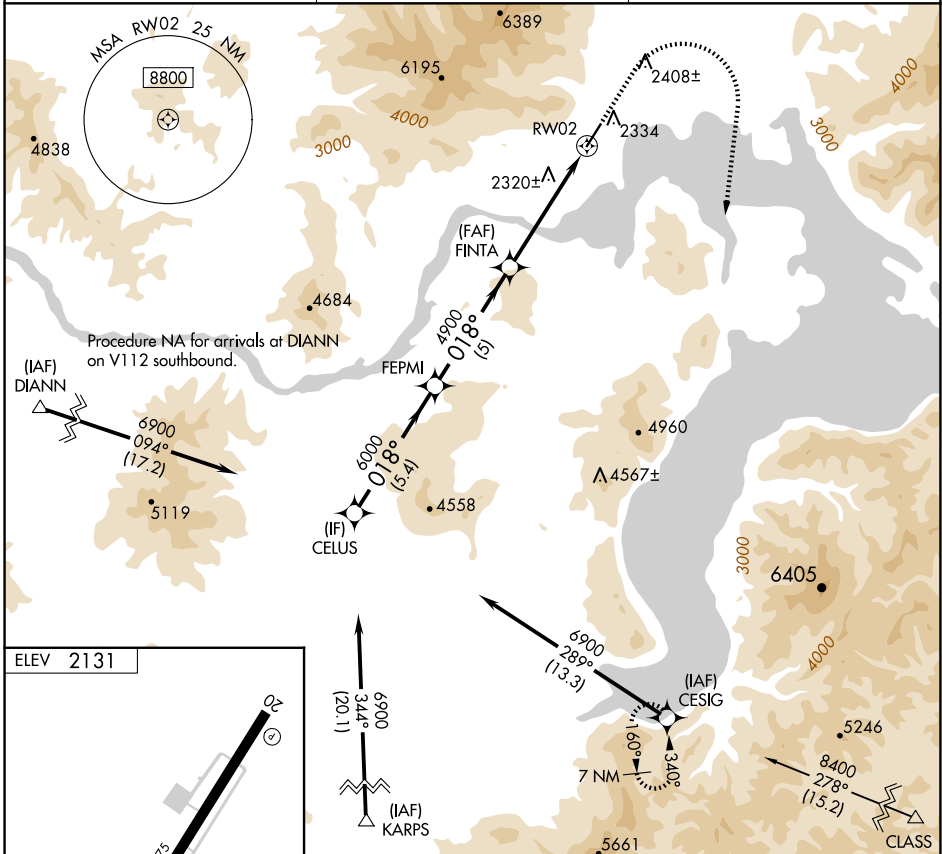 MSA RW02 25 NM
8800
6389
6195
4000
3000
4838
2408±
2334
RW02
2320±
4000
3000
(FAF)
FINTA
4684
Procedure NA for arrivals at DIANN
on V112 southbound.
4900
018°
(5)
FEPMI
(IAF)
DIANN
6900
094°
(17.2)
6000
018°
(5.4)
4960
4567±
5119
4558
(IF)
CELUS
3000
6405
6900
289°
(13.3)
4000
(IAF)
CESIG
ELEV 2131
6900
344°
(20.1)
160°
340°
7 NM
5246
8400
278°
(15.2)
CLASS
(IAF)
KARPS
5661
20
P
75